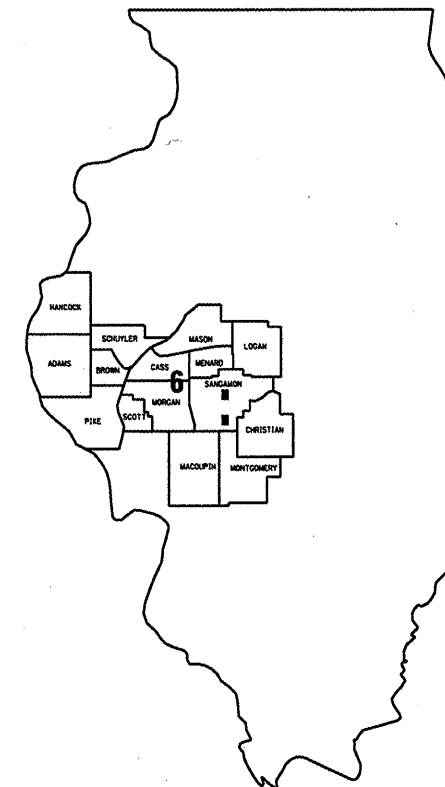 HANCOCK
SCHUYLER
MASON
LOGAN
ADAMS
BROWN
CASS
MENARD
6
SANGAMON
MORGAN
SCOTT
PIKE
CHRISTIAN
MACOUPIN
MONTGOMERY